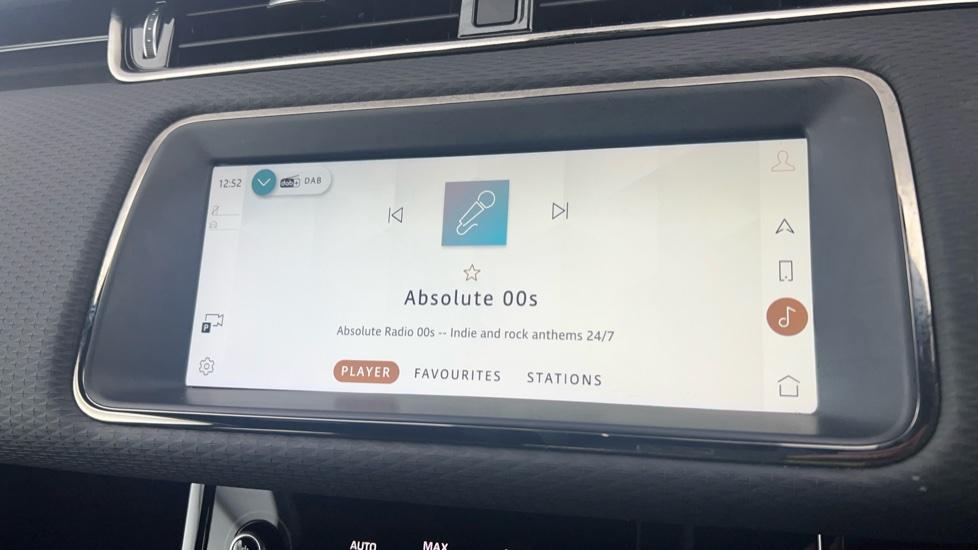 12:52
dab+ DAB
Absolute 00s
Absolute Radio 00s -- Indie and rock anthems 24/7
P
PLAYER FAVOURITES STATIONS
AUTO MAX